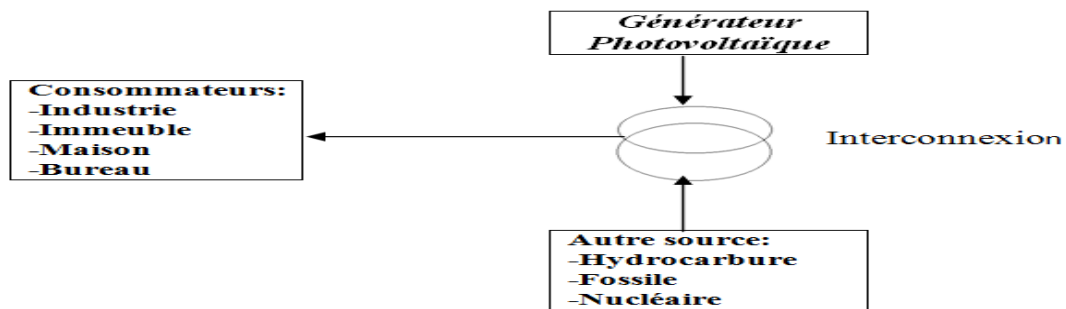 Générateur
Photovoltaïque
Consommateurs:
-Industrie
-Immeuble
-Maison
-Bureau
Interconnexion
Autre source:
-Hydrocarbure
-Fossile
-Nucléaire